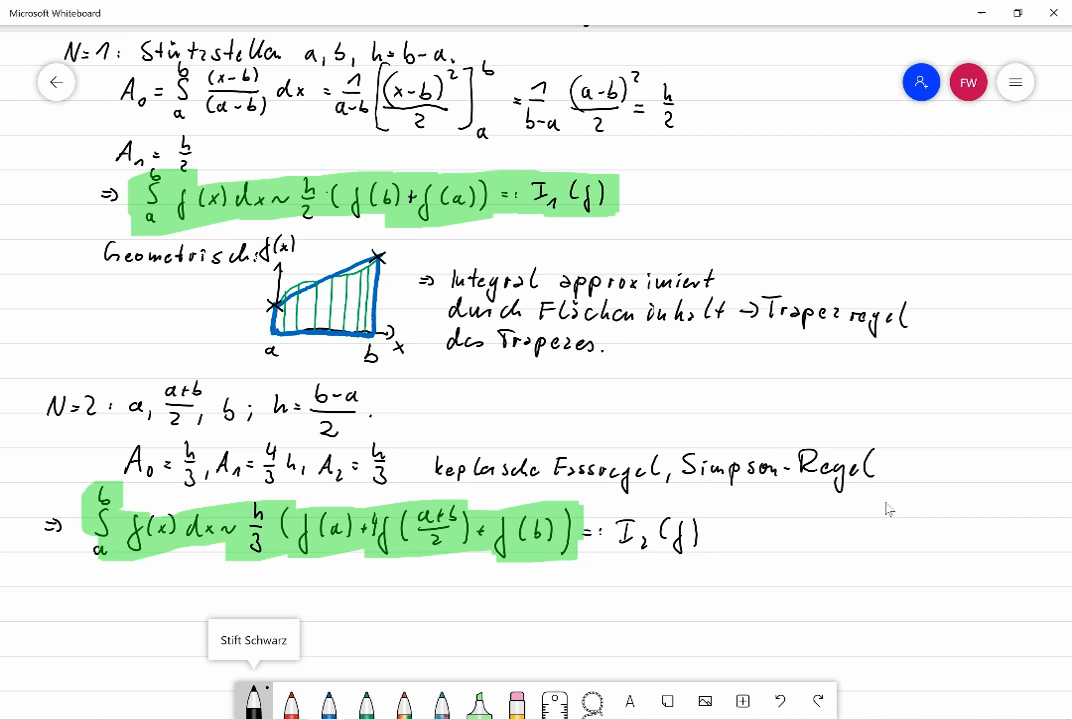 Microsoft Whiteboard
N=1: Stützstellen a, b, h=b-a.
A₀ = ∫ₐᵇ (x-b)/(a-b) dx = 1/(a-b) [(x-b)²/2]ₐᵇ = 1/(b-a) (a-b)²/2 = h/2
FW
A₁ = h/2
⇒ ∫ₐᵇ f(x) dx ~ h/2 · (f(b)+f(a)) =: I₁(f)
Geometrisch: f(x)
⇒ Integral approximiert
durch Flächeninhalt → Trapezregel
des Trapezes.
a b x
N=2: a, (a+b)/2, b; h = (b-a)/2.
A₀ = h/3, A₁ = 4/3 h, A₂ = h/3 keplersche Fassregel, Simpson-Regel
⇒ ∫ₐᵇ f(x) dx ~ h/3 (f(a)+4f((a+b)/2)+f(b)) =: I₂(f)
Stift Schwarz
A